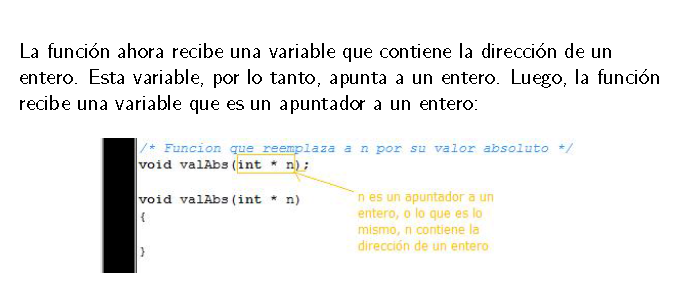 La función ahora recibe una variable que contiene la dirección de un
entero. Esta variable, por lo tanto, apunta a un entero. Luego, la función
recibe una variable que es un apuntador a un entero:
/* Funcion que reemplaza a n por su valor absoluto */
void valAbs(int * n);
void valAbs(int * n)
{
}
n es un apuntador a un
entero, o lo que es lo
mismo, n contiene la
dirección de un entero